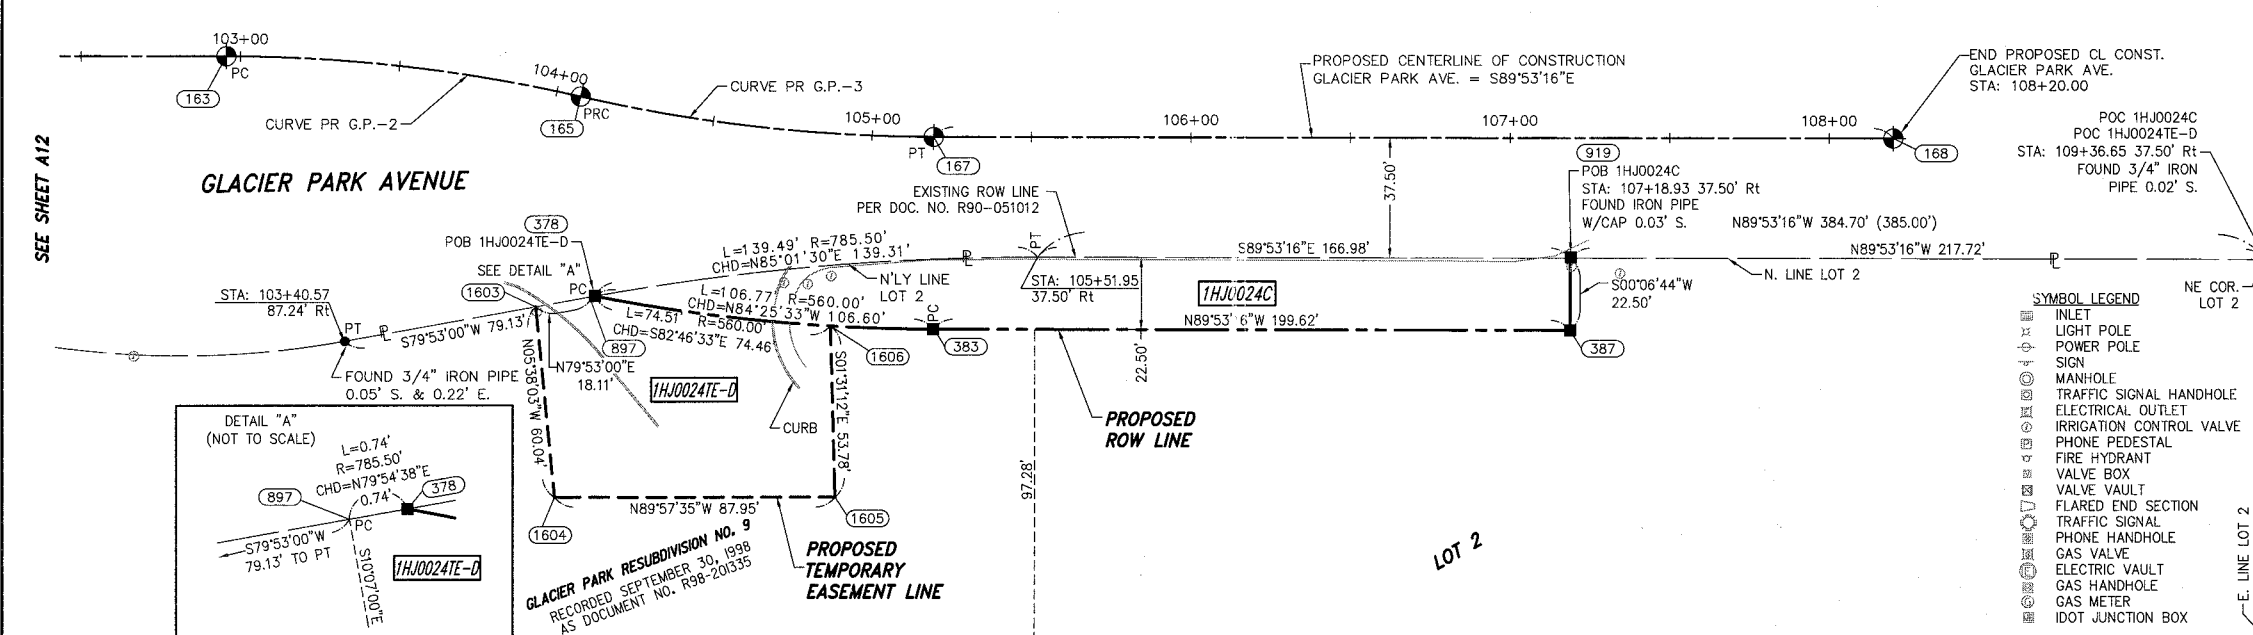 103+00
PC
163
CURVE PR G.P.-2
104+00
PRC
165
CURVE PR G.P.-3
105+00
PT
167
PROPOSED CENTERLINE OF CONSTRUCTION
GLACIER PARK AVE. = S89°53'16"E
106+00
107+00
108+00
END PROPOSED CL CONST.
GLACIER PARK AVE.
STA: 108+20.00
168
POC 1HJ0024C
POC 1HJ0024TE-D
STA: 109+36.65 37.50' Rt
FOUND 3/4" IRON
PIPE 0.02' S.
SEE SHEET A12
GLACIER PARK AVENUE
EXISTING ROW LINE
PER DOC. NO. R90-051012
37.50'
919
POB 1HJ0024C
STA: 107+18.93 37.50' Rt
FOUND IRON PIPE
W/CAP 0.03' S.
N89°53'16"W 384.70' (385.00')
378
POB 1HJ0024TE-D
SEE DETAIL "A"
PC
1603
L=139.49' R=785.50'
CHD=N85°01'30"E 139.31'
N'LY LINE
LOT 2
PT
S89°53'16"E 166.98'
N89°53'16"W 217.72'
N. LINE LOT 2
NE COR.
LOT 2
STA: 103+40.57
87.24' Rt
PT
S79°53'00"W 79.13'
FOUND 3/4" IRON PIPE
0.05' S. & 0.22' E.
L=106.77' R=560.00'
CHD=N84°25'33"W 106.60'
L=74.51' R=560.00'
CHD=S82°46'33"E 74.46'
897
N79°53'00"E
18.11'
STA: 105+51.95
37.50' Rt
PC
1HJ0024C
N89°53'16"W 199.62'
S00°06'44"W
22.50'
1606
383
22.50'
387
N05°38'03"W 60.04'
1HJ0024TE-D
CURB
S01°31'12"E 53.78'
PROPOSED
ROW LINE
97.28'
N89°57'35"W 87.95'
1604
1605
GLACIER PARK RESUBDIVISION NO. 9
RECORDED SEPTEMBER 30, 1998
AS DOCUMENT NO. R98-201335
PROPOSED
TEMPORARY
EASEMENT LINE
LOT 2
DETAIL "A"
(NOT TO SCALE)
L=0.74'
R=785.50'
CHD=N79°54'38"E
0.74'
897
378
PC
S79°53'00"W
79.13' TO PT
S10°07'00"E
1HJ0024TE-D
SYMBOL LEGEND
INLET
LIGHT POLE
POWER POLE
SIGN
MANHOLE
TRAFFIC SIGNAL HANDHOLE
ELECTRICAL OUTLET
IRRIGATION CONTROL VALVE
PHONE PEDESTAL
FIRE HYDRANT
VALVE BOX
VALVE VAULT
FLARED END SECTION
TRAFFIC SIGNAL
PHONE HANDHOLE
GAS VALVE
ELECTRIC VAULT
GAS HANDHOLE
GAS METER
IDOT JUNCTION BOX
E. LINE LOT 2